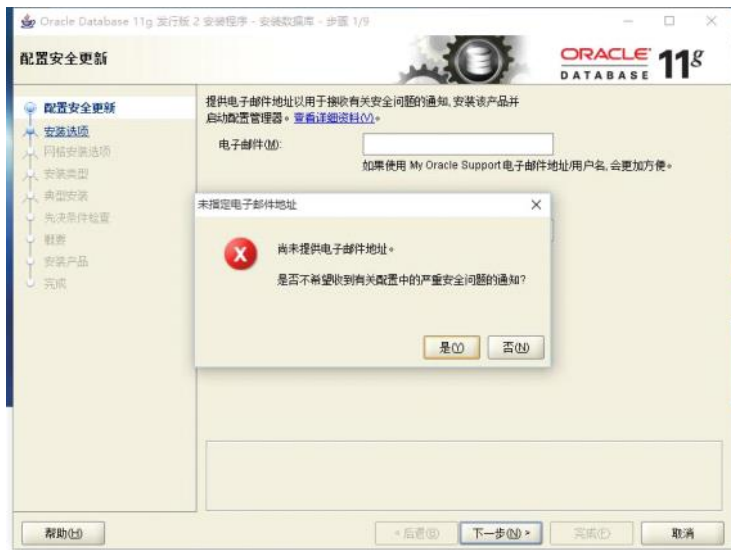 Oracle Database 11g 发行版 2 安装程序 - 安装数据库 - 步骤 1/9
配置安全更新
ORACLE
DATABASE
11g
配置安全更新
安装选项
网格安装选项
安装类型
典型安装
先决条件检查
概要
安装产品
完成
提供电子邮件地址以用于接收有关安全问题的通知, 安装该产品并
启动配置管理器。查看详细资料(V)。
电子邮件(M):
如果使用 My Oracle Support 电子邮件地址/用户名, 会更加方便。
未指定电子邮件地址
尚未提供电子邮件地址。
是否不希望收到有关配置中的严重安全问题的通知?
是(Y)
否(N)
帮助(H)
< 后退(B)
下一步(N) >
完成(F)
取消